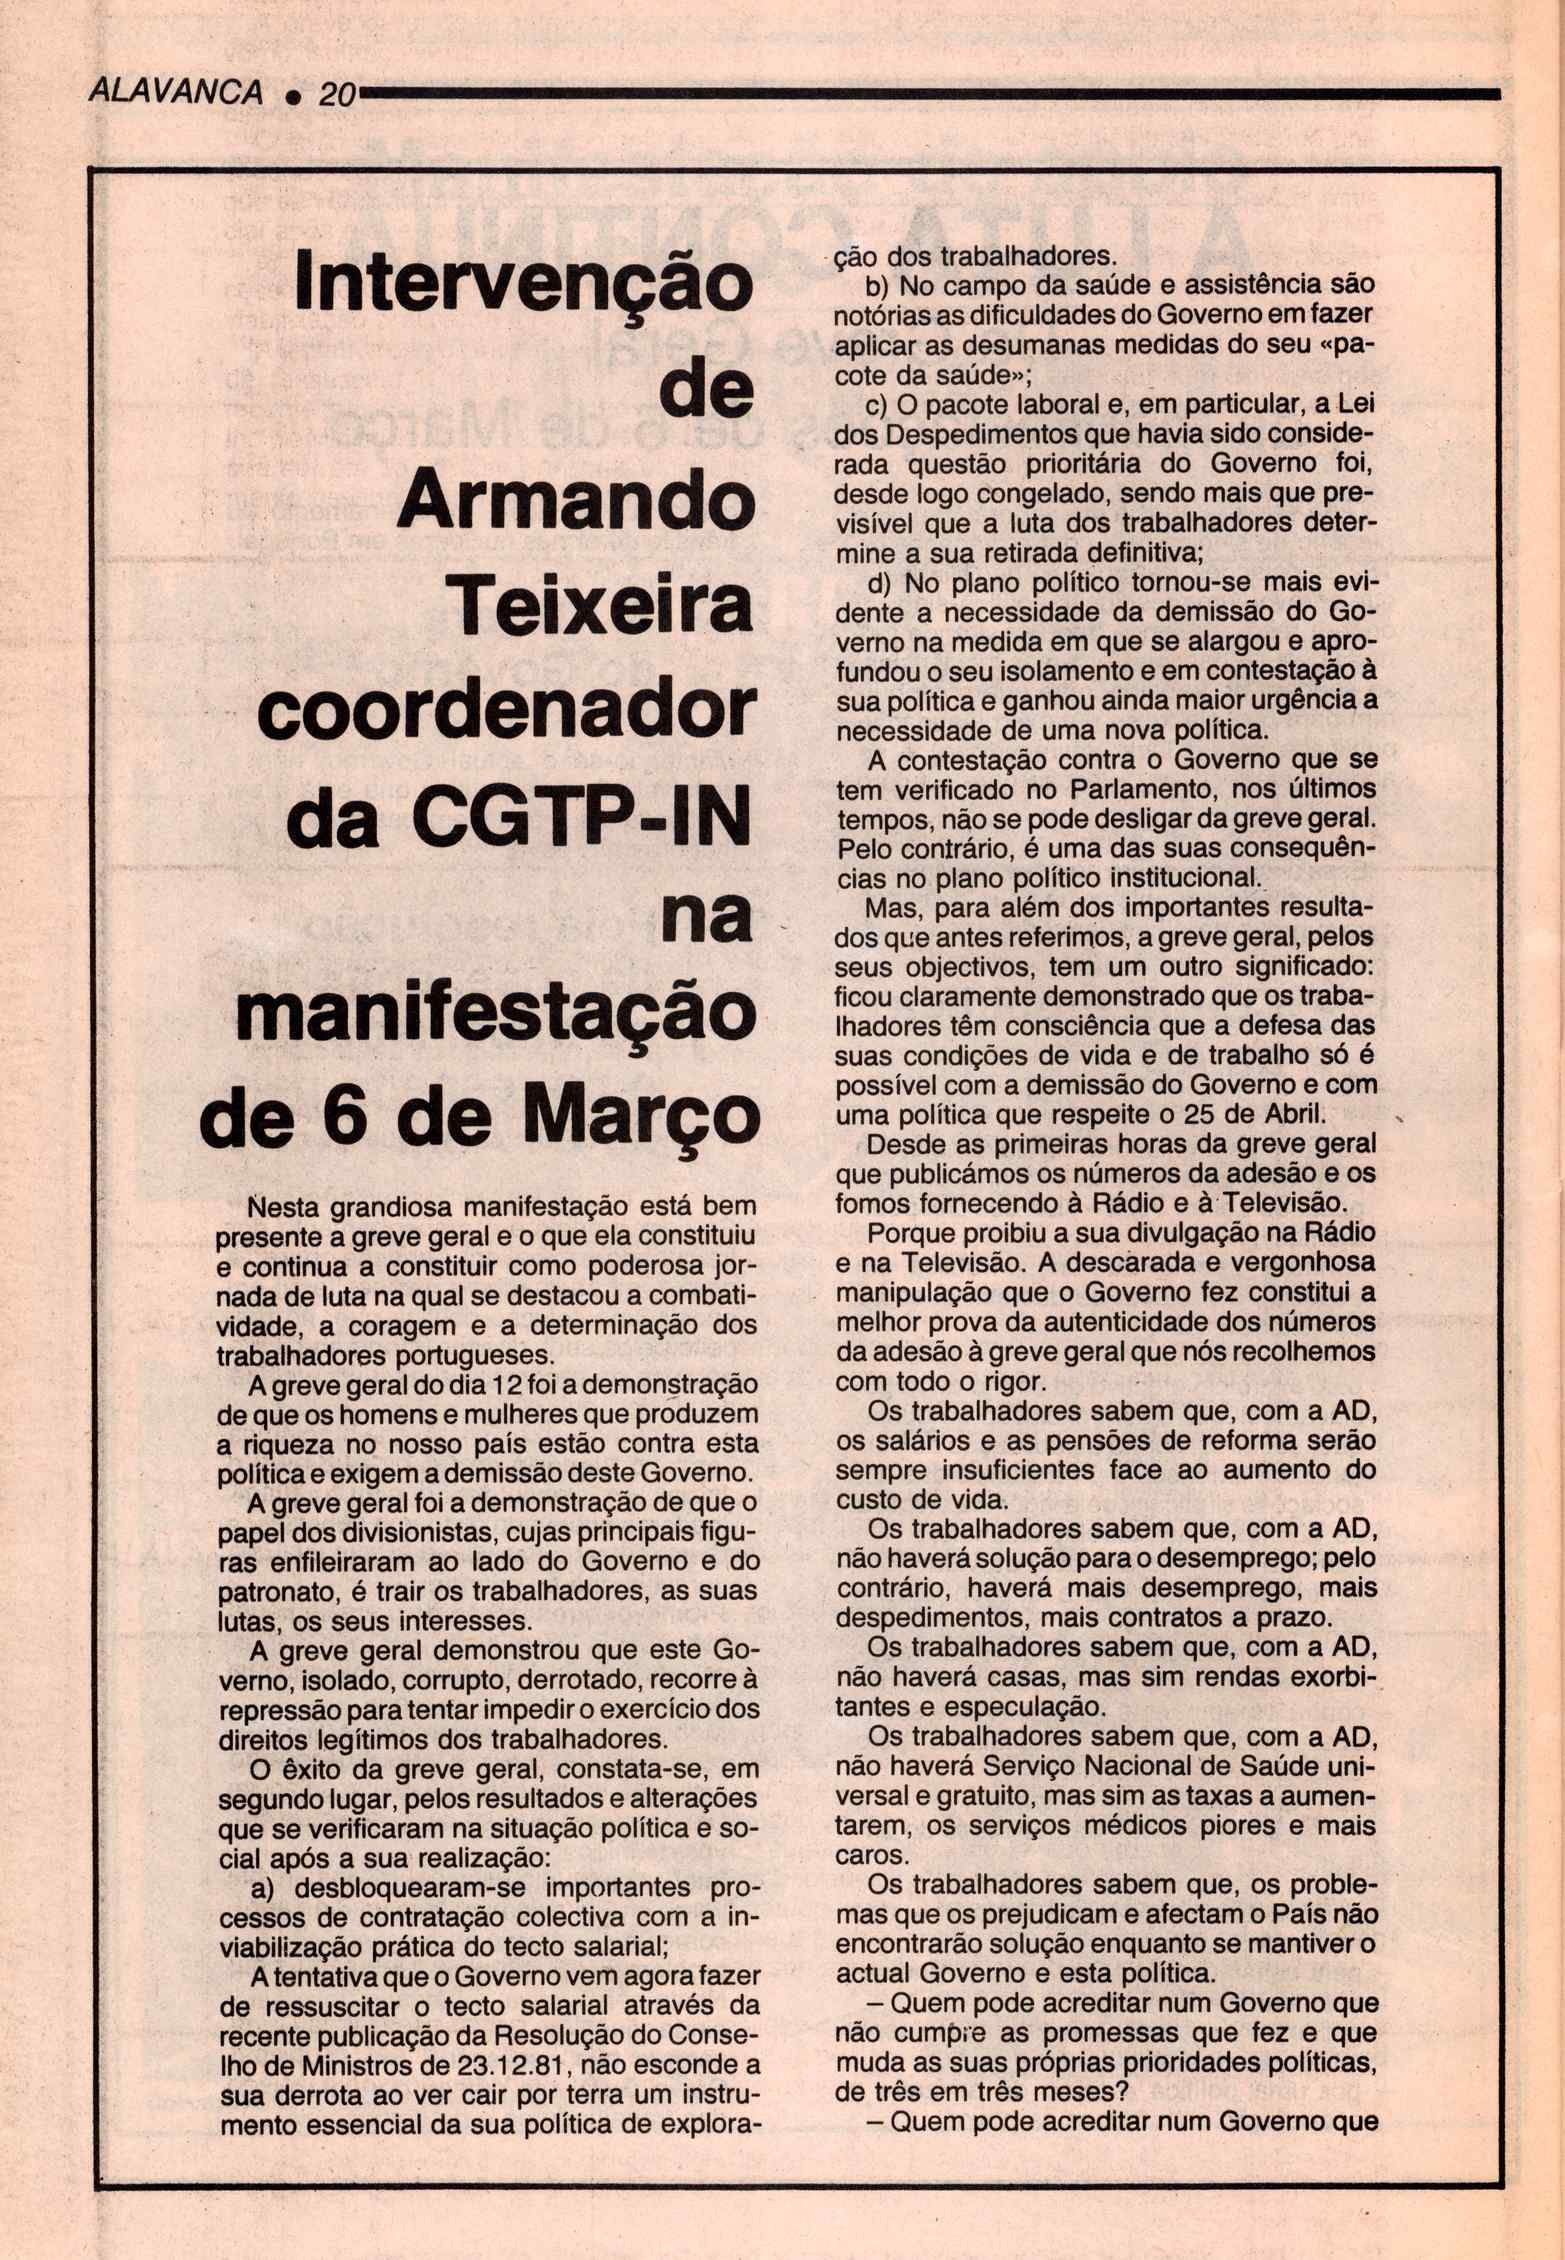 ALAVANCA • 20
Intervenção
de
Armando
Teixeira
coordenador
da CGTP-IN
na
manifestação
de 6 de Março
Nesta grandiosa manifestação está bem
presente a greve geral e o que ela constituiu
e continua a constituir como poderosa jor-
nada de luta na qual se destacou a combati-
vidade, a coragem e a determinação dos
trabalhadores portugueses.
A greve geral do dia 12 foi a demonstração
de que os homens e mulheres que produzem
a riqueza no nosso país estão contra esta
política e exigem a demissão deste Governo.
A greve geral foi a demonstração de que o
papel dos divisionistas, cujas principais figu-
ras enfileiraram ao lado do Governo e do
patronato, é trair os trabalhadores, as suas
lutas, os seus interesses.
A greve geral demonstrou que este Go-
verno, isolado, corrupto, derrotado, recorre à
repressão para tentar impedir o exercício dos
direitos legítimos dos trabalhadores.
O êxito da greve geral, constata-se, em
segundo lugar, pelos resultados e alterações
que se verificaram na situação política e so-
cial após a sua realização:
a) desbloquearam-se importantes pro-
cessos de contratação colectiva com a in-
viabilização prática do tecto salarial;
A tentativa que o Governo vem agora fazer
de ressuscitar o tecto salarial através da
recente publicação da Resolução do Conse-
lho de Ministros de 23.12.81, não esconde a
sua derrota ao ver cair por terra um instru-
mento essencial da sua política de explora-
ção dos trabalhadores.
b) No campo da saúde e assistência são
notórias as dificuldades do Governo em fazer
aplicar as desumanas medidas do seu «pa-
cote da saúde»;
c) O pacote laboral e, em particular, a Lei
dos Despedimentos que havia sido conside-
rada questão prioritária do Governo foi,
desde logo congelado, sendo mais que pre-
visível que a luta dos trabalhadores deter-
mine a sua retirada definitiva;
d) No plano político tornou-se mais evi-
dente a necessidade da demissão do Go-
verno na medida em que se alargou e apro-
fundou o seu isolamento e em contestação à
sua política e ganhou ainda maior urgência a
necessidade de uma nova política.
A contestação contra o Governo que se
tem verificado no Parlamento, nos últimos
tempos, não se pode desligar da greve geral.
Pelo contrário, é uma das suas consequên-
cias no plano político institucional.
Mas, para além dos importantes resulta-
dos que antes referimos, a greve geral, pelos
seus objectivos, tem um outro significado:
ficou claramente demonstrado que os traba-
lhadores têm consciência que a defesa das
suas condições de vida e de trabalho só é
possível com a demissão do Governo e com
uma política que respeite o 25 de Abril.
Desde as primeiras horas da greve geral
que publicámos os números da adesão e os
fomos fornecendo à Rádio e à Televisão.
Porque proibiu a sua divulgação na Rádio
e na Televisão. A descarada e vergonhosa
manipulação que o Governo fez constitui a
melhor prova da autenticidade dos números
da adesão à greve geral que nós recolhemos
com todo o rigor.
Os trabalhadores sabem que, com a AD,
os salários e as pensões de reforma serão
sempre insuficientes face ao aumento do
custo de vida.
Os trabalhadores sabem que, com a AD,
não haverá solução para o desemprego; pelo
contrário, haverá mais desemprego, mais
despedimentos, mais contratos a prazo.
Os trabalhadores sabem que, com a AD,
não haverá casas, mas sim rendas exorbi-
tantes e especulação.
Os trabalhadores sabem que, com a AD,
não haverá Serviço Nacional de Saúde uni-
versal e gratuito, mas sim as taxas a aumen-
tarem, os serviços médicos piores e mais
caros.
Os trabalhadores sabem que, os proble-
mas que os prejudicam e afectam o País não
encontrarão solução enquanto se mantiver o
actual Governo e esta política.
– Quem pode acreditar num Governo que
não cumpre as promessas que fez e que
muda as suas próprias prioridades políticas,
de três em três meses?
– Quem pode acreditar num Governo que